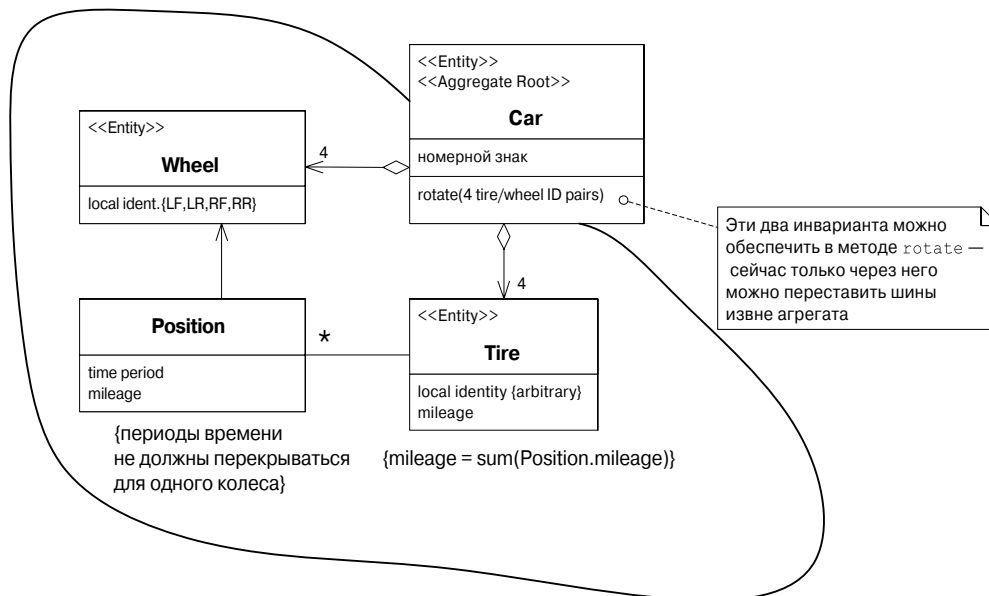 <<Entity>>
<<Aggregate Root>>
Car
номерной знак
rotate(4 tire/wheel ID pairs)
<<Entity>>
Wheel
local ident.{LF,LR,RF,RR}
4
4
Эти два инварианта можно
обеспечить в методе rotate —
сейчас только через него
можно переставить шины
извне агрегата
Position
time period
mileage
*
<<Entity>>
Tire
local identity {arbitrary}
mileage
{периоды времени
не должны перекрываться
для одного колеса}
{mileage = sum(Position.mileage)}